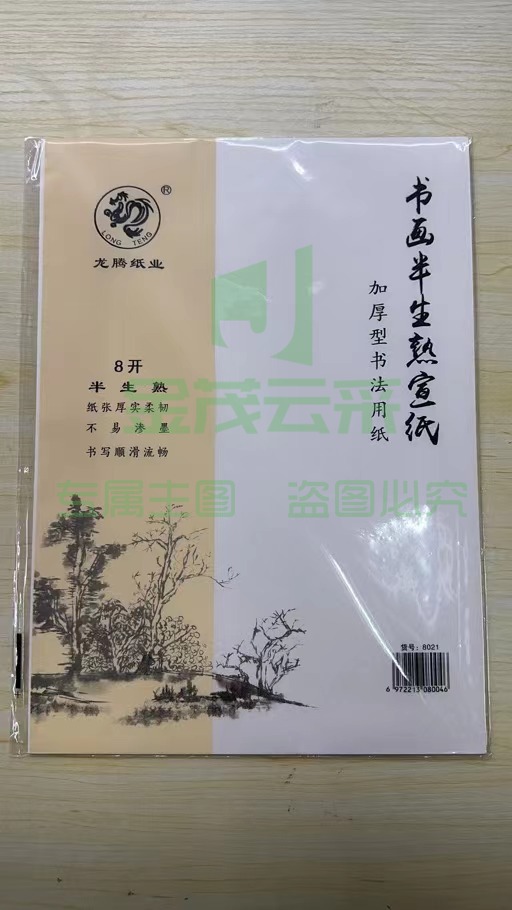 ®
LONG TENG
龙腾纸业
8开
半生熟
纸张厚实柔韧
不易渗墨
书写顺滑流畅
书画半生熟宣纸
加厚型书法用纸
金茂云采
专属主图 盗图必究
货号：8021
6 972213 080046